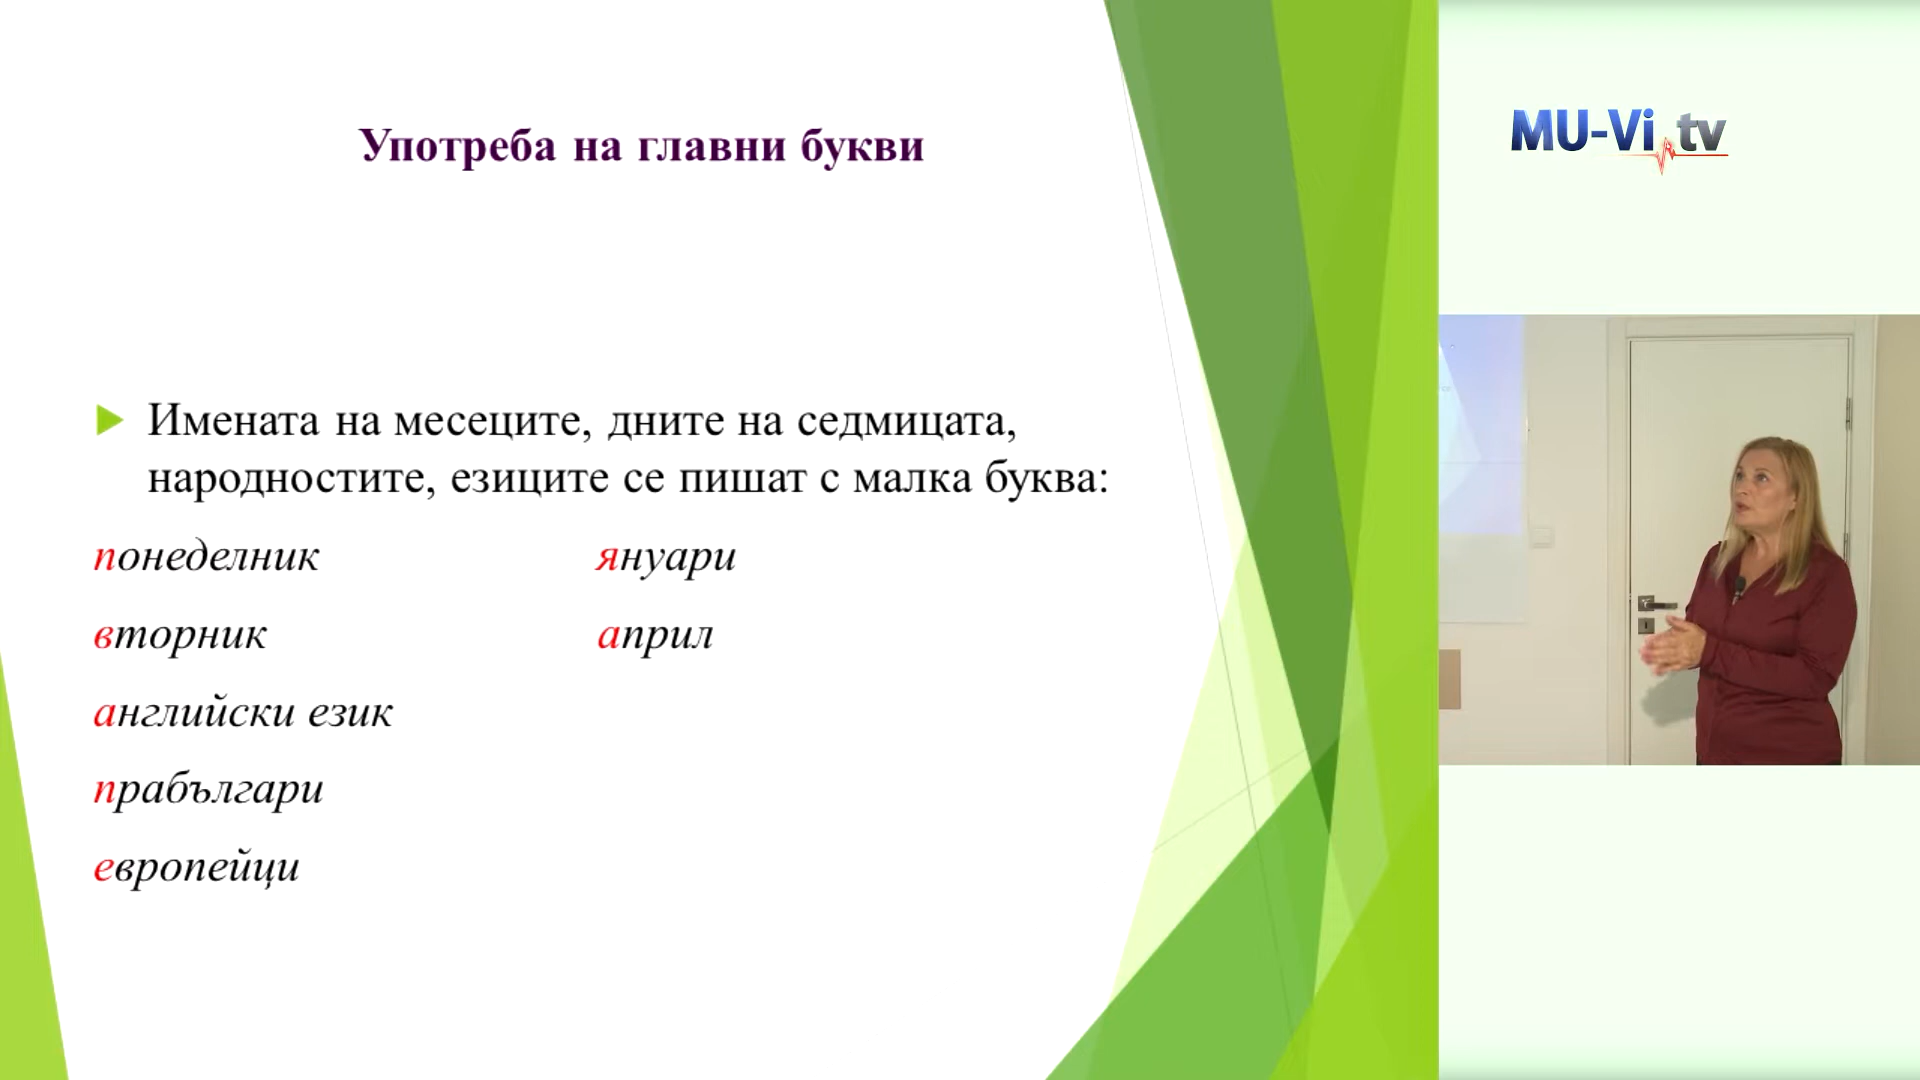 Употреба на главни букви
MU-Vi.tv
Имената на месеците, дните на седмицата,
народностите, езиците се пишат с малка буква:
понеделник януари
вторник април
английски език
прабългари
европейци